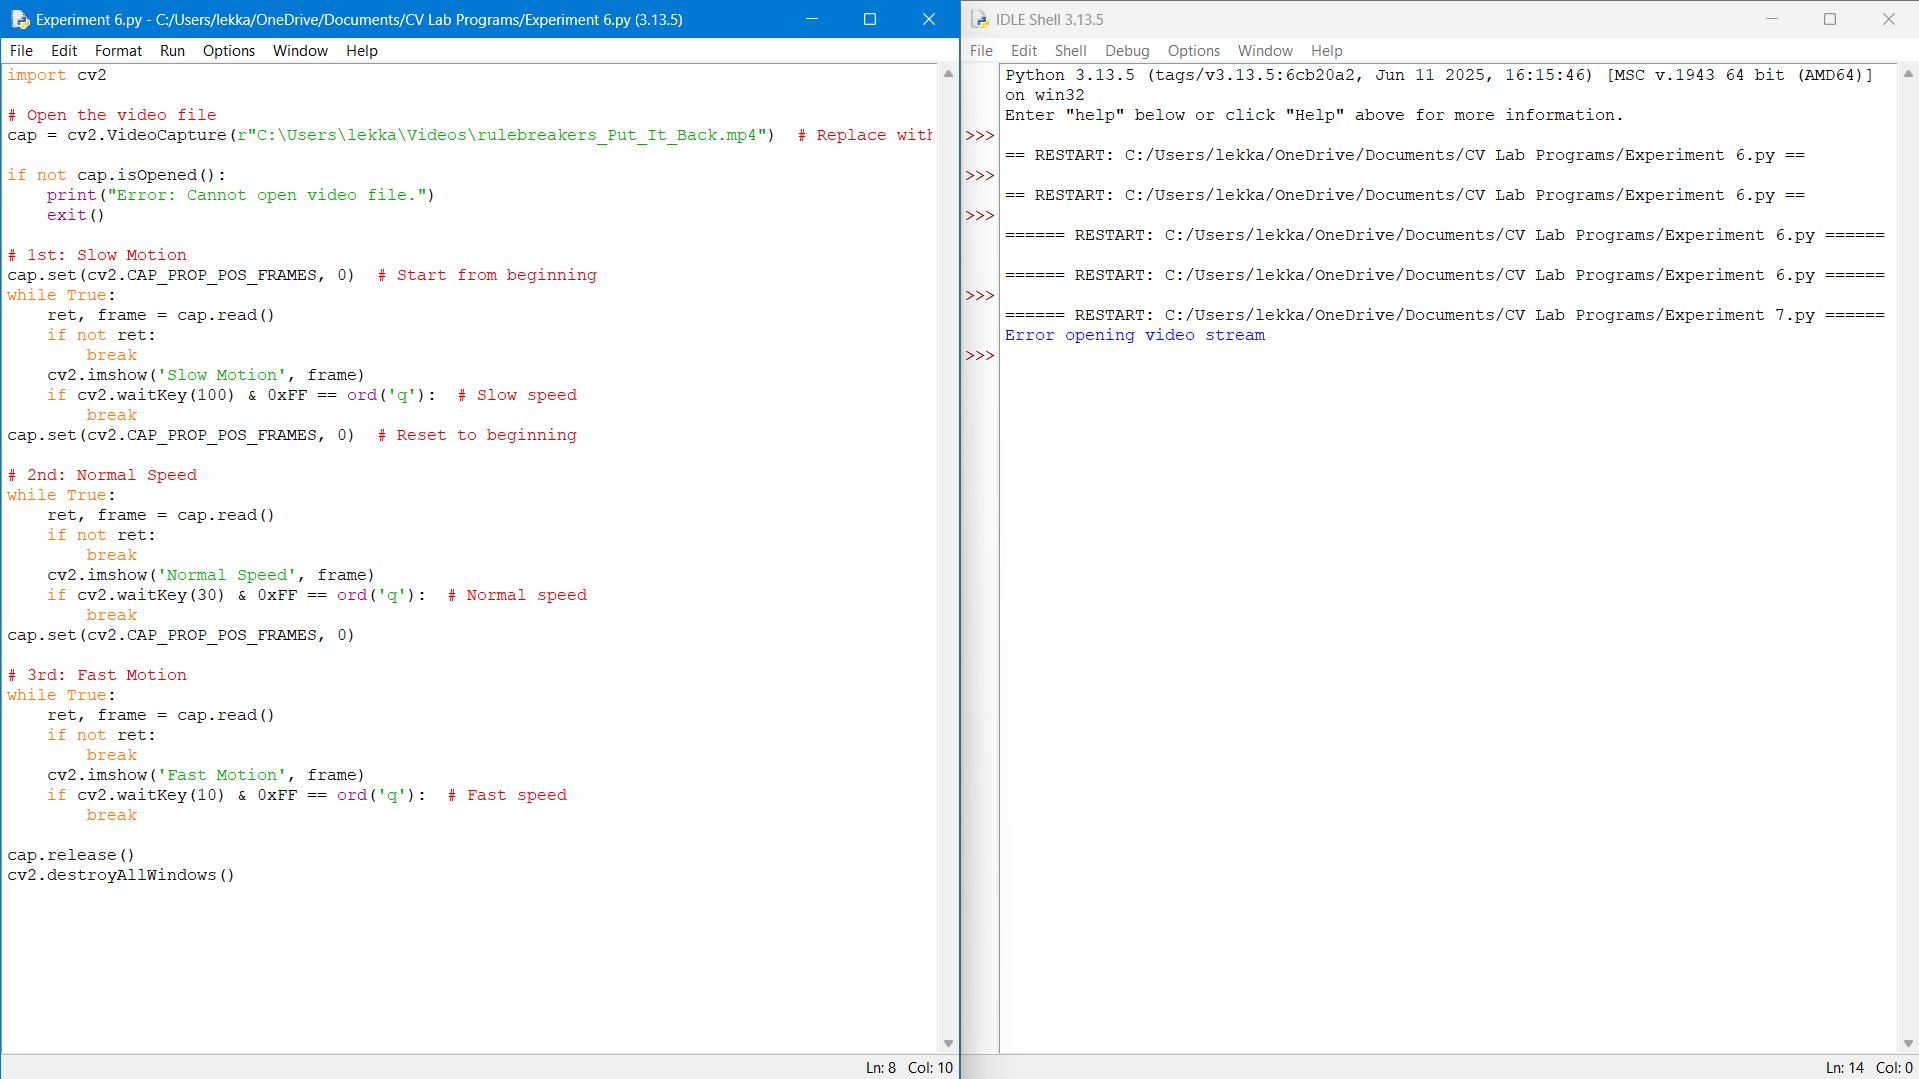 Experiment 6.py - C:/Users/lekka/OneDrive/Documents/CV Lab Programs/Experiment 6.py (3.13.5)
File Edit Format Run Options Window Help
import cv2

# Open the video file
cap = cv2.VideoCapture(r"C:\Users\lekka\Videos\rulebreakers_Put_It_Back.mp4")  # Replace with

if not cap.isOpened():
    print("Error: Cannot open video file.")
    exit()

# 1st: Slow Motion
cap.set(cv2.CAP_PROP_POS_FRAMES, 0)  # Start from beginning
while True:
    ret, frame = cap.read()
    if not ret:
        break
    cv2.imshow('Slow Motion', frame)
    if cv2.waitKey(100) & 0xFF == ord('q'):  # Slow speed
        break
cap.set(cv2.CAP_PROP_POS_FRAMES, 0)  # Reset to beginning

# 2nd: Normal Speed
while True:
    ret, frame = cap.read()
    if not ret:
        break
    cv2.imshow('Normal Speed', frame)
    if cv2.waitKey(30) & 0xFF == ord('q'):  # Normal speed
        break
cap.set(cv2.CAP_PROP_POS_FRAMES, 0)

# 3rd: Fast Motion
while True:
    ret, frame = cap.read()
    if not ret:
        break
    cv2.imshow('Fast Motion', frame)
    if cv2.waitKey(10) & 0xFF == ord('q'):  # Fast speed
        break

cap.release()
cv2.destroyAllWindows()
Ln: 8 Col: 10
IDLE Shell 3.13.5
File Edit Shell Debug Options Window Help
Python 3.13.5 (tags/v3.13.5:6cb20a2, Jun 11 2025, 16:15:46) [MSC v.1943 64 bit (AMD64)]
on win32
Enter "help" below or click "Help" above for more information.
>>>
== RESTART: C:/Users/lekka/OneDrive/Documents/CV Lab Programs/Experiment 6.py ==
>>>
== RESTART: C:/Users/lekka/OneDrive/Documents/CV Lab Programs/Experiment 6.py ==
>>>
====== RESTART: C:/Users/lekka/OneDrive/Documents/CV Lab Programs/Experiment 6.py ======

====== RESTART: C:/Users/lekka/OneDrive/Documents/CV Lab Programs/Experiment 6.py ======
>>>
====== RESTART: C:/Users/lekka/OneDrive/Documents/CV Lab Programs/Experiment 7.py ======
Error opening video stream
>>>
Ln: 14 Col: 0